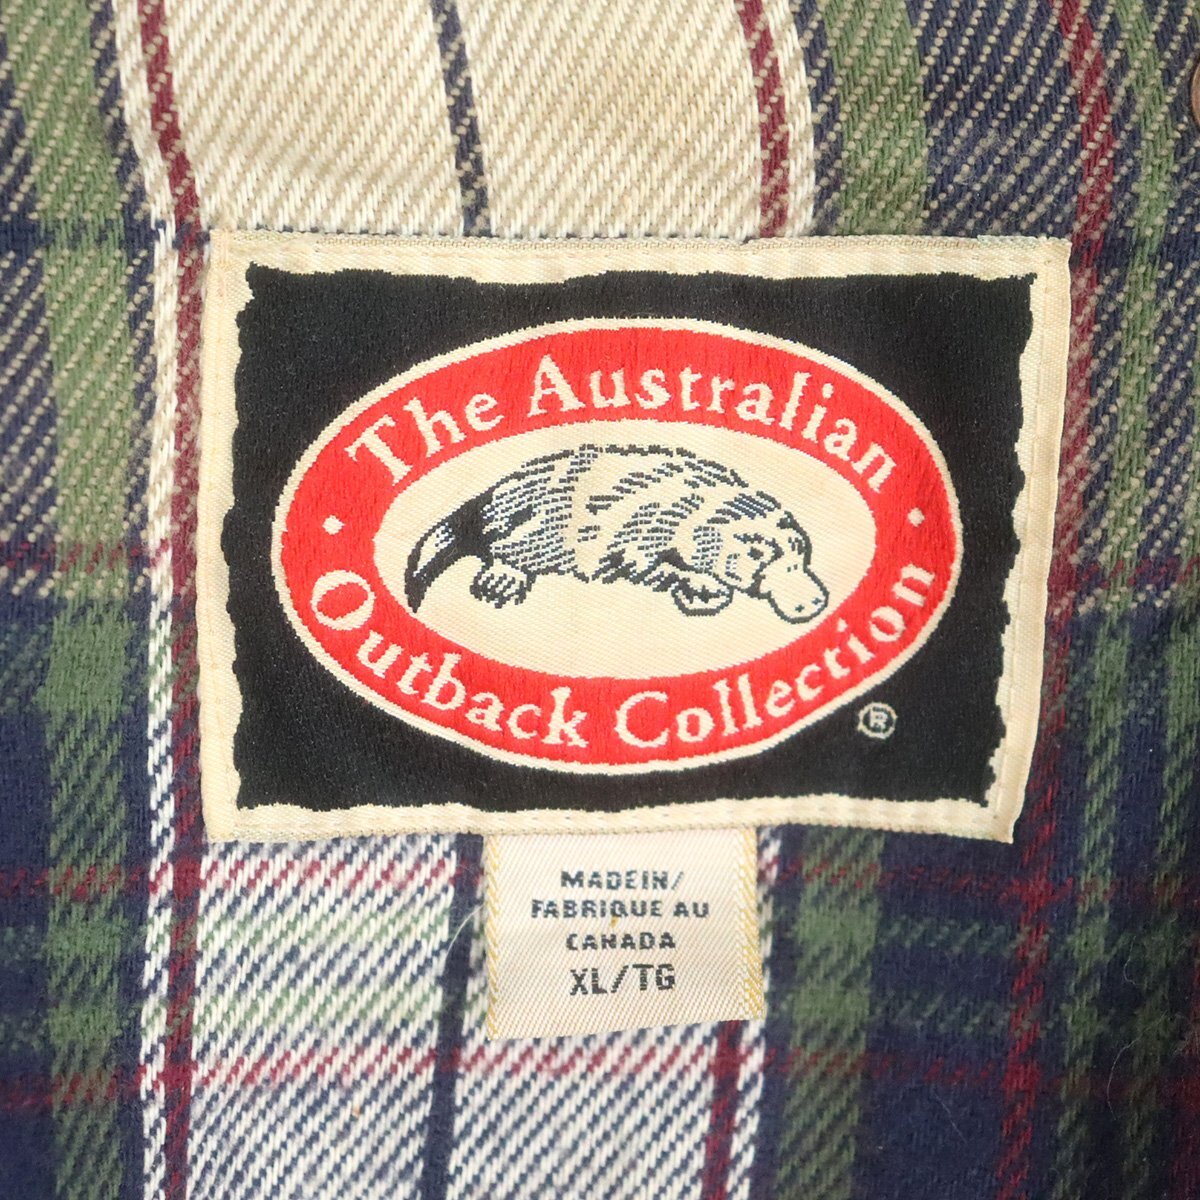 The Australian
Outback Collection
®
MADEIN/
FABRIQUE AU
CANADA
XL/TG